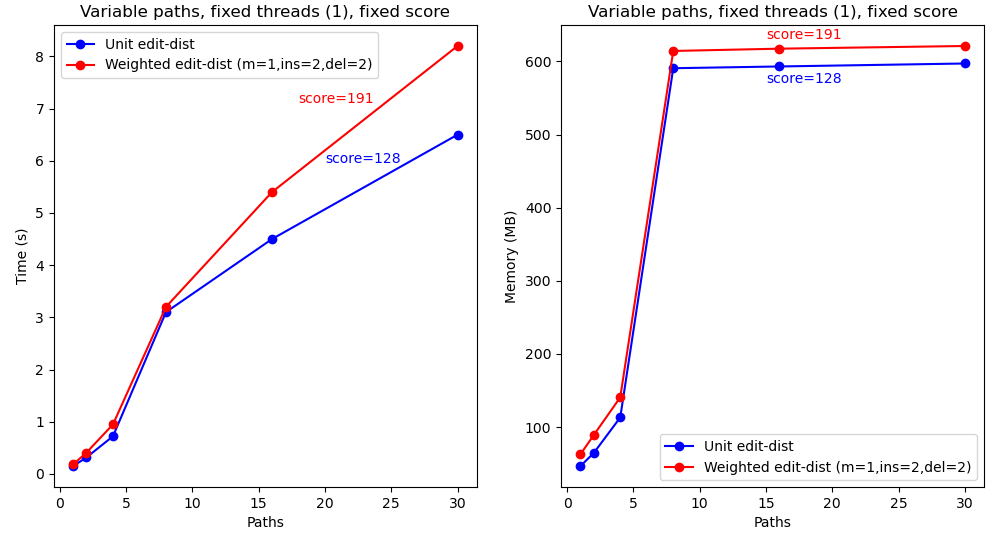 Variable paths, fixed threads (1), fixed score
Unit edit-dist
Weighted edit-dist (m=1,ins=2,del=2)
score=191
score=128
Time (s)
8
7
6
5
4
3
2
1
0
0
5
10
15
20
25
30
Paths
Variable paths, fixed threads (1), fixed score
score=191
score=128
Memory (MB)
600
500
400
300
200
100
Unit edit-dist
Weighted edit-dist (m=1,ins=2,del=2)
0
5
10
15
20
25
30
Paths